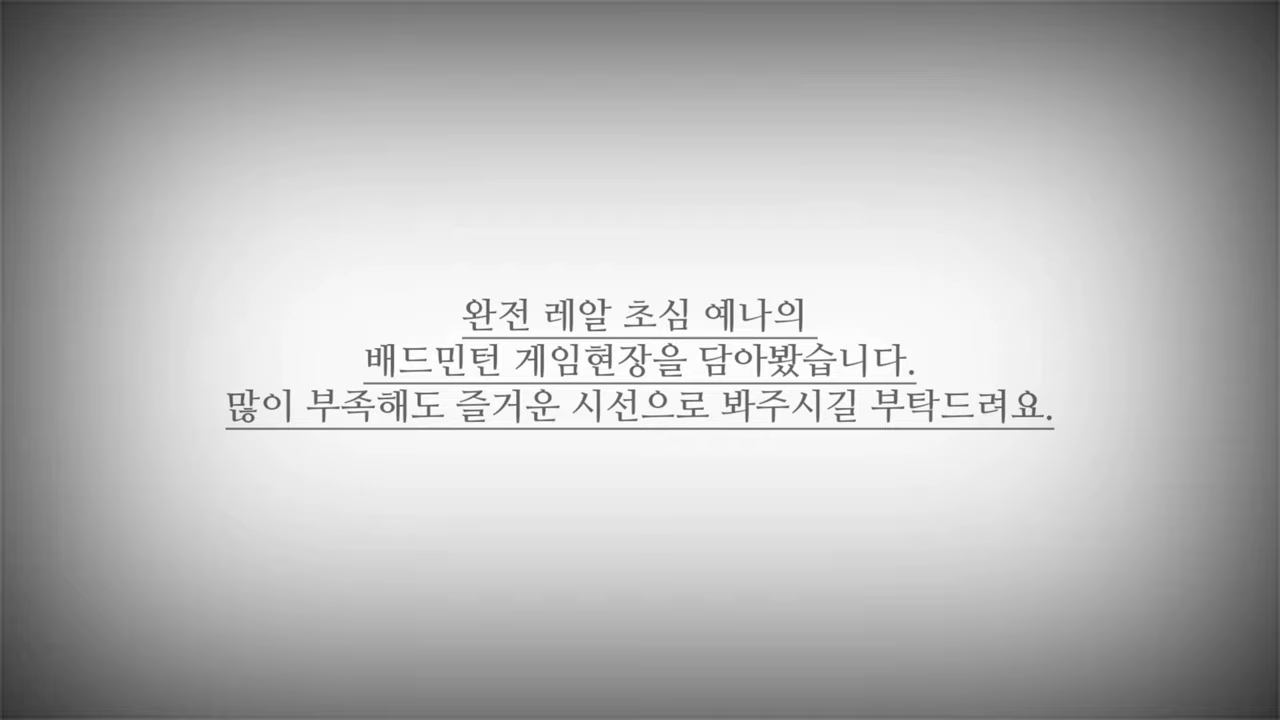 완전 레알 초심 예나의
배드민턴 게임현장을 담아봤습니다.
많이 부족해도 즐거운 시선으로 봐주시길 부탁드려요.